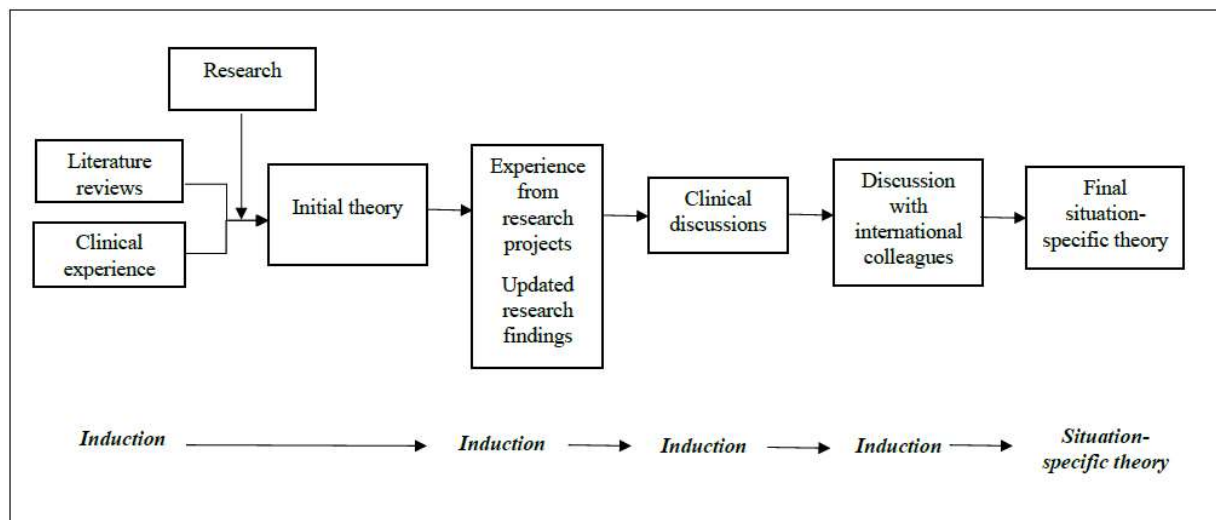 Research
Literature
reviews
Clinical
experience
Initial theory
Experience
from
research
projects
Updated
research
findings
Clinical
discussions
Discussion
with
international
colleagues
Final
situation-
specific theory
Induction
Induction
Induction
Induction
Situation-
specific theory